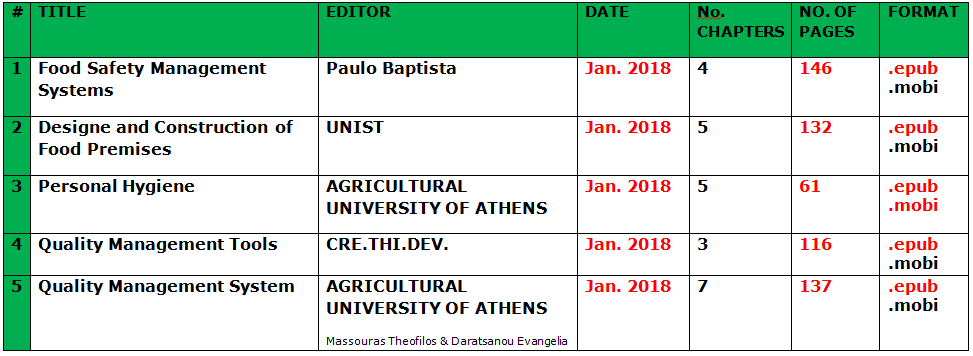 # TITLE EDITOR DATE No. CHAPTERS NO. OF PAGES FORMAT
1 Food Safety Management Systems Paulo Baptista Jan. 2018 4 146 .epub .mobi
2 Designe and Construction of Food Premises UNIST Jan. 2018 5 132 .epub .mobi
3 Personal Hygiene AGRICULTURAL UNIVERSITY OF ATHENS Jan. 2018 5 61 .epub .mobi
4 Quality Management Tools CRE.THI.DEV. Jan. 2018 3 116 .epub .mobi
5 Quality Management System AGRICULTURAL UNIVERSITY OF ATHENS Massouras Theofilos & Daratsanou Evangelia Jan. 2018 7 137 .epub .mobi